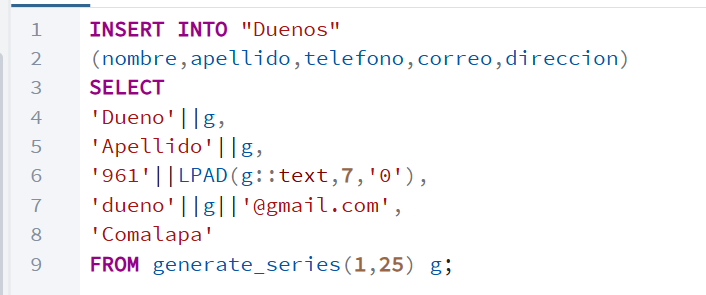 1 INSERT INTO "Duenos"
2 (nombre,apellido,telefono,correo,direccion)
3 SELECT
4 'Dueno'||g,
5 'Apellido'||g,
6 '961'||LPAD(g::text,7,'0'),
7 'dueno'||g||'@gmail.com',
8 'Comalapa'
9 FROM generate_series(1,25) g;